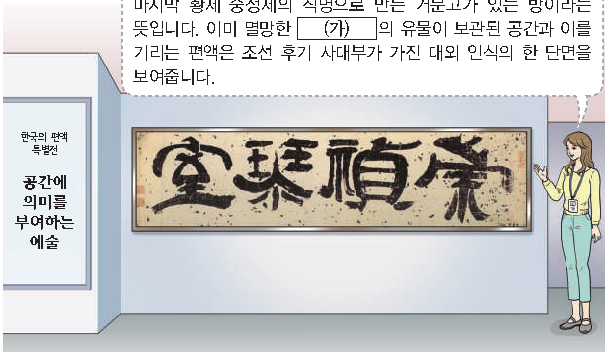 마지막 황제 숭정제의 만든 거문고가 있는 방이라는
뜻입니다. 이미 멸망한 (가) 의 유물이 보관된 공간과 이를
기리는 편액은 조선 후기 사대부가 가진 대외 인식의 한 단면을
보여줍니다.
한국의 편액
특별전
공간에
의미를
부여하는
예술
崇禎琴室